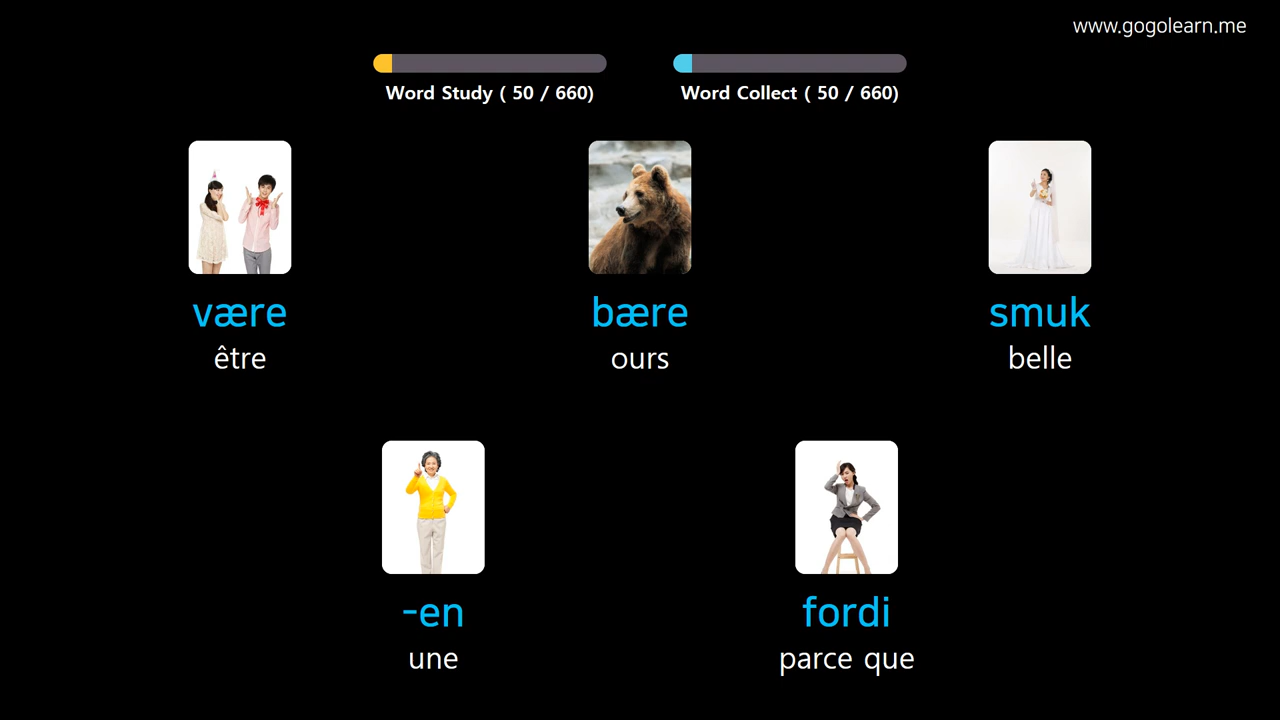 www.gogolearn.me
Word Study ( 50 / 660)
Word Collect ( 50 / 660)
være
être
bære
ours
smuk
belle
-en
une
fordi
parce que